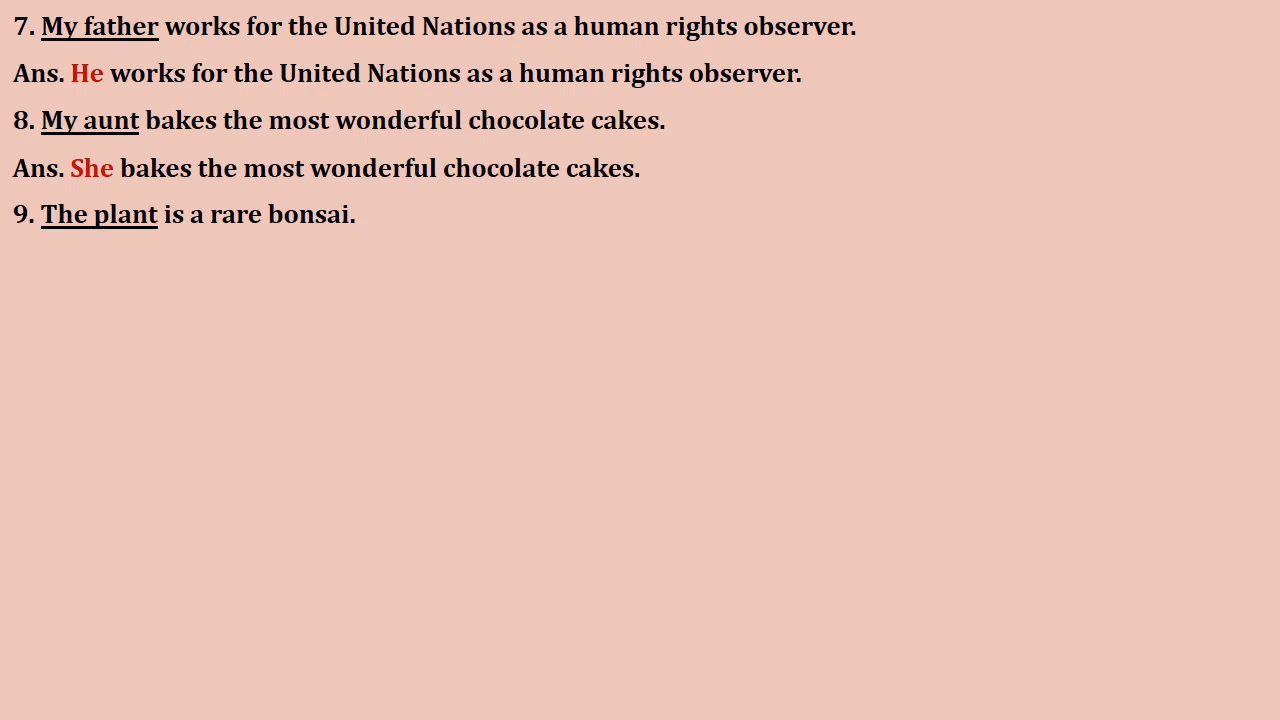 7. My father works for the United Nations as a human rights observer.
Ans. He works for the United Nations as a human rights observer.
8. My aunt bakes the most wonderful chocolate cakes.
Ans. She bakes the most wonderful chocolate cakes.
9. The plant is a rare bonsai.